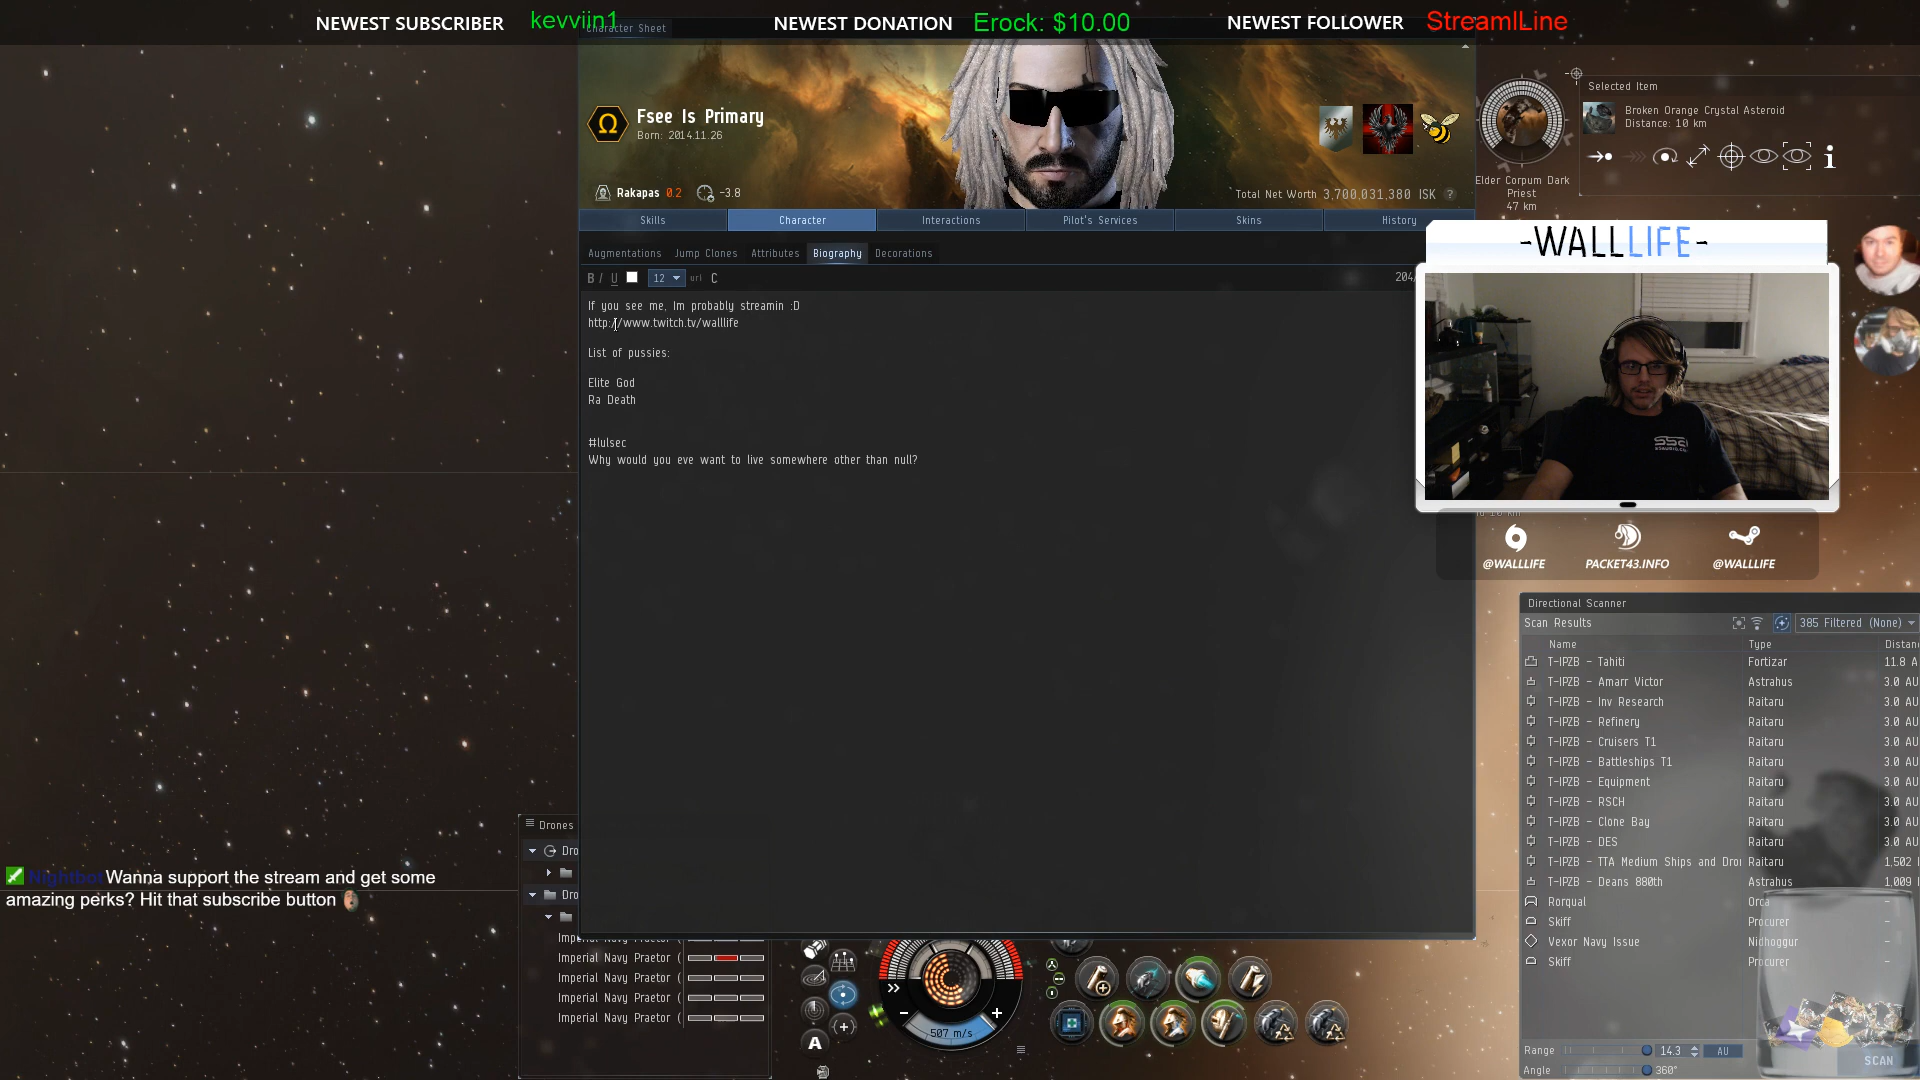 NEWEST SUBSCRIBER kevviin1 NEWEST DONATION Erock: $10.00 NEWEST FOLLOWER StreamlLine
Character Sheet
Fsee Is Primary
Born: 2014.11.26
Rakapas 0.2 -3.8
Total Net Worth 3,700,031,380 ISK ?
Skills Character Interactions Pilot's Services Skins History
Augmentations Jump Clones Attributes Biography Decorations
B I U 12 url C 204/
If you see me, Im probably streamin :D
http://www.twitch.tv/walllife
List of pussies:
Elite God
Ra Death
#lulsec
Why would you eve want to live somewhere other than null?
Selected Item
Broken Orange Crystal Asteroid
Distance: 10 km
Elder Corpum Dark
Priest
47 km
-WALLLIFE-
@WALLLIFE PACKET43.INFO @WALLLIFE
Directional Scanner
Scan Results 385 Filtered (None)
Name Type Distan
T-IPZB - Tahiti Fortizar 11.8 A
T-IPZB - Amarr Victor Astrahus 3.0 AU
T-IPZB - Inv Research Raitaru 3.0 AU
T-IPZB - Refinery Raitaru 3.0 AU
T-IPZB - Cruisers T1 Raitaru 3.0 AU
T-IPZB - Battleships T1 Raitaru 3.0 AU
T-IPZB - Equipment Raitaru 3.0 AU
T-IPZB - RSCH Raitaru 3.0 AU
T-IPZB - Clone Bay Raitaru 3.0 AU
T-IPZB - DES Raitaru 3.0 AU
T-IPZB - TTA Medium Ships and Dro Raitaru 1,502
T-IPZB - Deans 880th Astrahus 1,009
Rorqual Orca -
Skiff Procurer -
Vexor Navy Issue Nidhoggur -
Skiff Procurer -
Range 14.3 AU
Angle 360°
SCAN
Drones
Dro
Dro
Imperial Navy Praetor (
Imperial Navy Praetor (
Imperial Navy Praetor (
Imperial Navy Praetor (
Nightbot Wanna support the stream and get some
amazing perks? Hit that subscribe button
A
507 m/s